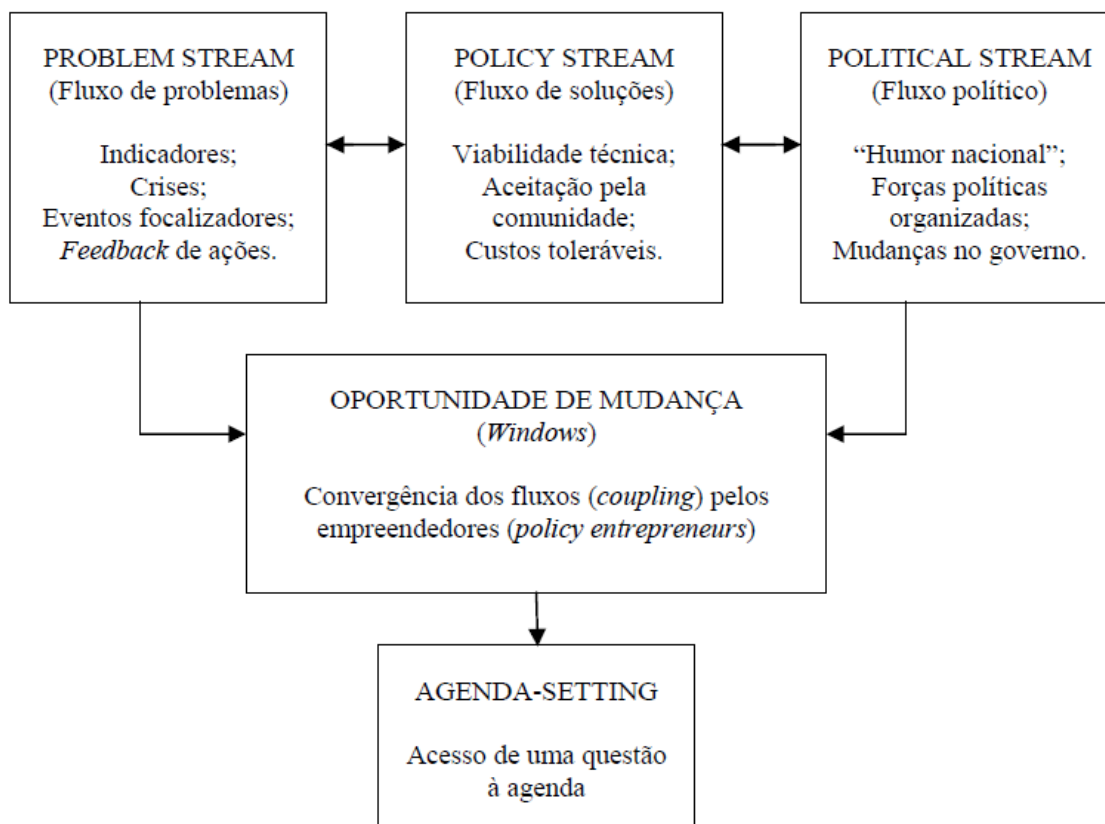 PROBLEM STREAM
(Fluxo de problemas)
Indicadores;
Crises;
Eventos focalizadores;
Feedback de ações.
POLICY STREAM
(Fluxo de soluções)
Viabilidade técnica;
Aceitação pela
comunidade;
Custos toleráveis.
POLITICAL STREAM
(Fluxo político)
“Humor nacional”;
Forças políticas
organizadas;
Mudanças no governo.
OPORTUNIDADE DE MUDANÇA
(Windows)
Convergência dos fluxos (coupling) pelos
empreendedores (policy entrepreneurs)
AGENDA-SETTING
Acesso de uma questão
à agenda